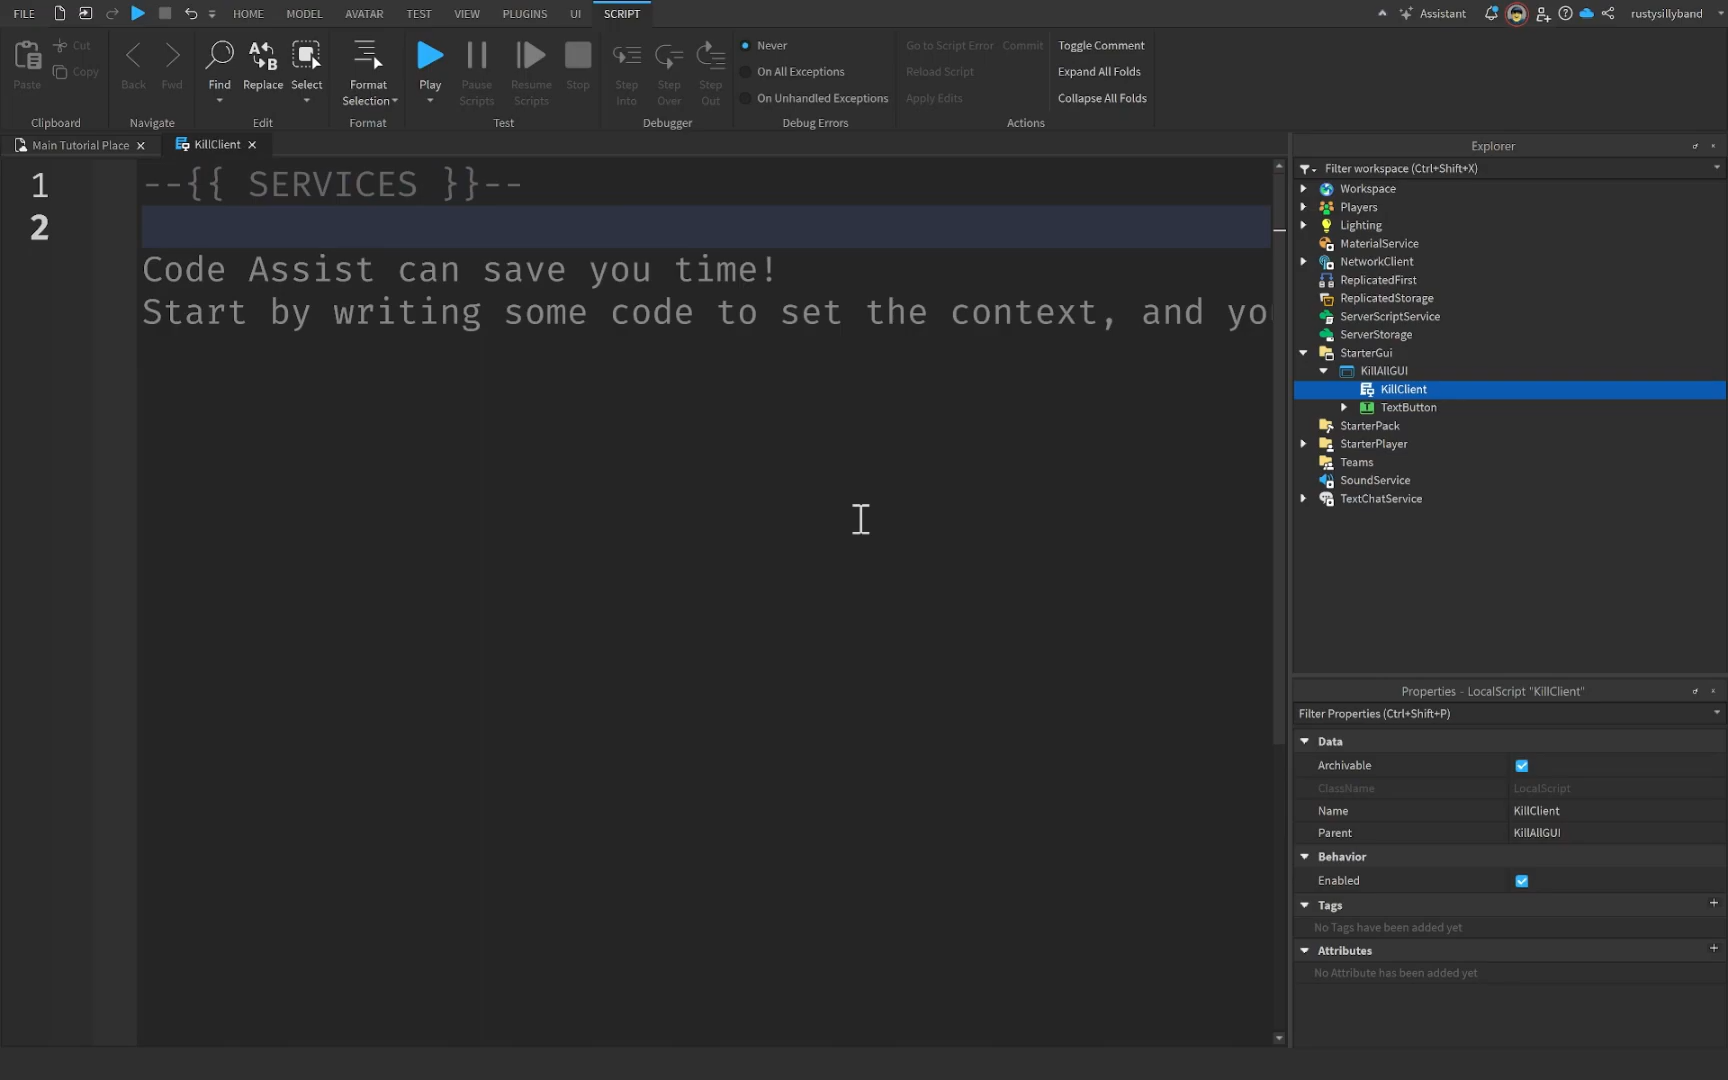 FILE HOME MODEL AVATAR TEST VIEW PLUGINS UI SCRIPT Assistant rustysillyband
Paste Cut Copy Back Fwd Find Replace Select Format Selection Play Pause Scripts Resume Scripts Stop Step Into Step Over Step Out
Never Go to Script Error Commit Toggle Comment
On All Exceptions Reload Script Expand All Folds
On Unhandled Exceptions Apply Edits Collapse All Folds
Clipboard Navigate Edit Format Test Debugger Debug Errors Actions
Main Tutorial Place KillClient
1 --{{ SERVICES }}--
2
Code Assist can save you time!
Start by writing some code to set the context, and yo
Explorer
Filter workspace (Ctrl+Shift+X)
Workspace
Players
Lighting
MaterialService
NetworkClient
ReplicatedFirst
ReplicatedStorage
ServerScriptService
ServerStorage
StarterGui
KillAllGUI
KillClient
TextButton
StarterPack
StarterPlayer
Teams
SoundService
TextChatService
Properties - LocalScript "KillClient"
Filter Properties (Ctrl+Shift+P)
Data
Archivable
ClassName LocalScript
Name KillClient
Parent KillAllGUI
Behavior
Enabled
Tags +
No Tags have been added yet
Attributes +
No Attribute has been added yet